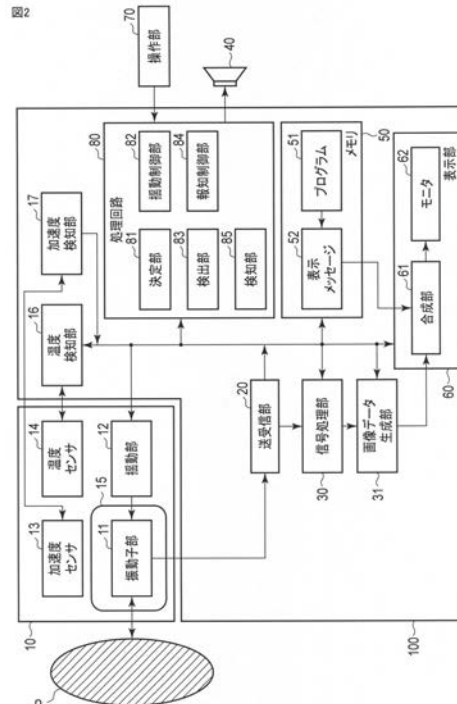 図2
P
10
加速度
センサ
13
温度
センサ
14
15
振動子部
11
揺動部
12
温度
検知部
16
加速度
検知部
17
操作部
70
40
80
処理回路
決定部
81
揺動制御部
82
検出部
83
報知制御部
84
検知部
85
送受信部
20
信号処理部
30
画像データ
生成部
31
メモリ
50
プログラム
51
表示
メッセージ
52
表示部
60
合成部
61
モニタ
62
100